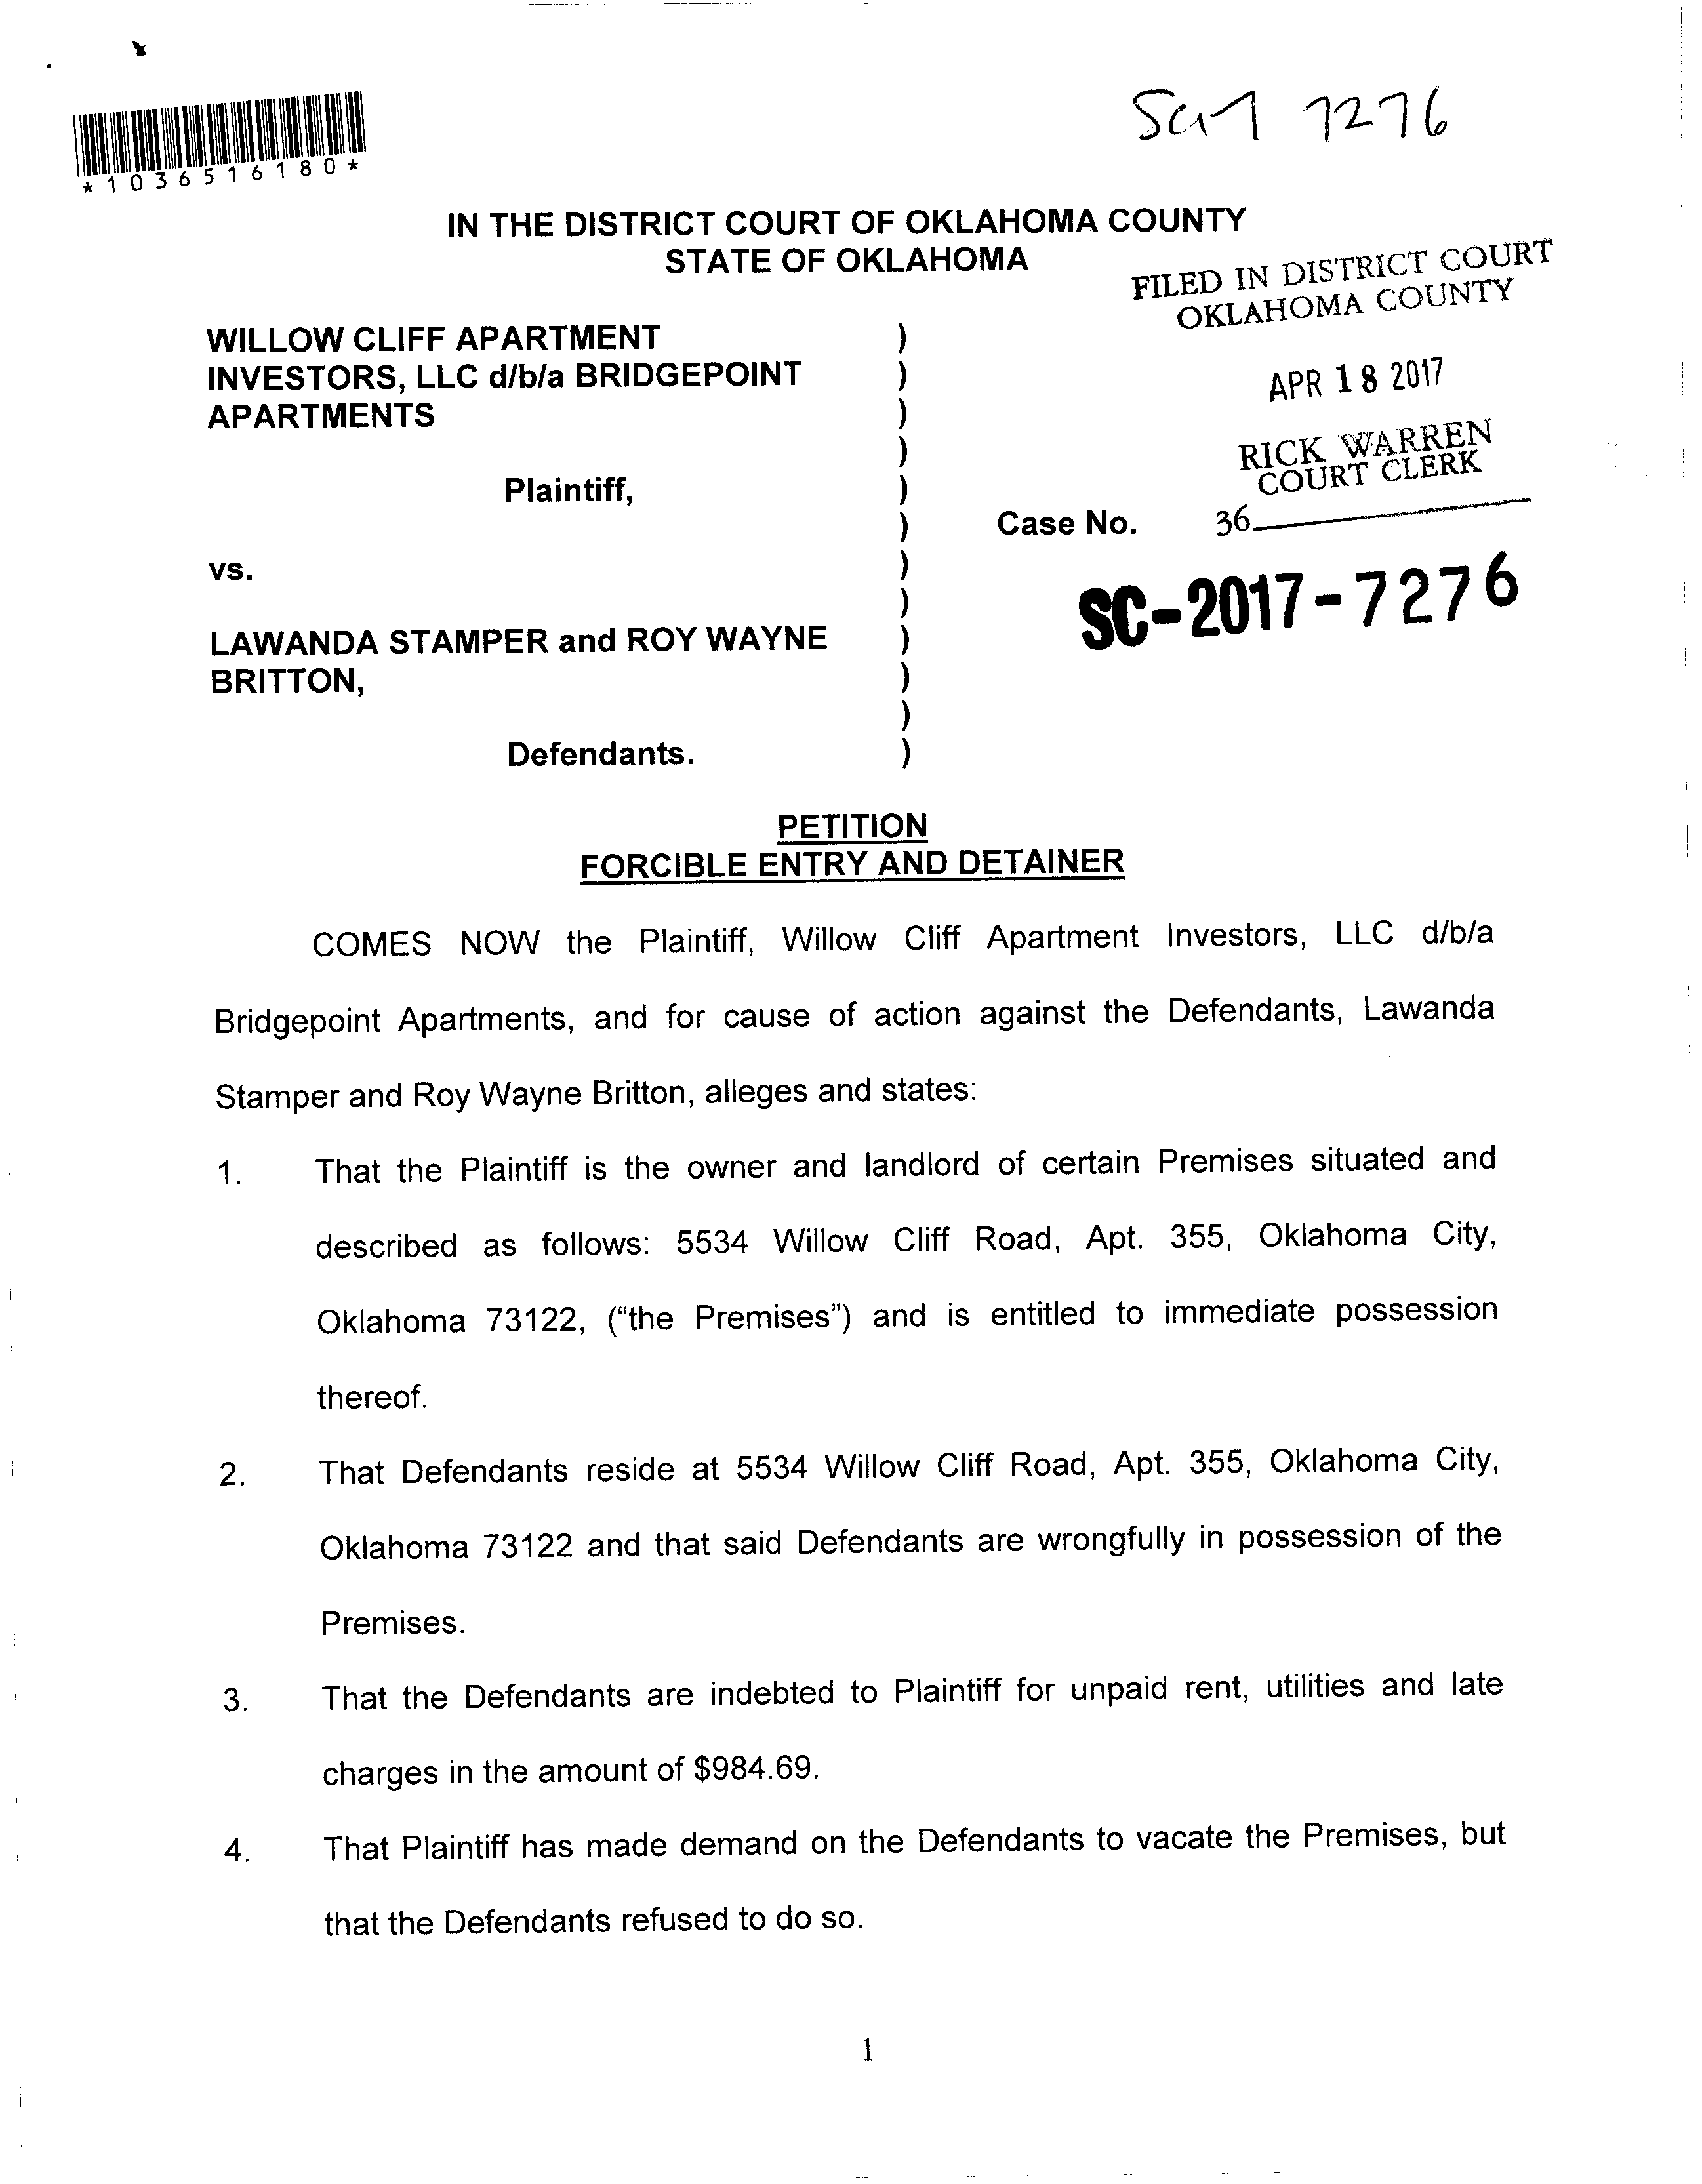 SC17 7276
*1036516180*
IN THE DISTRICT COURT OF OKLAHOMA COUNTY
STATE OF OKLAHOMA
FILED IN DISTRICT COURT
OKLAHOMA COUNTY
WILLOW CLIFF APARTMENT )
INVESTORS, LLC d/b/a BRIDGEPOINT )
APARTMENTS )
APR 18 2017
)
RICK WARREN
COURT CLERK
Plaintiff, )
) Case No. 36
vs. )
)
SC-2017-7276
LAWANDA STAMPER and ROY WAYNE )
BRITTON, )
)
Defendants. )
PETITION
FORCIBLE ENTRY AND DETAINER
COMES NOW the Plaintiff, Willow Cliff Apartment Investors, LLC d/b/a
Bridgepoint Apartments, and for cause of action against the Defendants, Lawanda
Stamper and Roy Wayne Britton, alleges and states:
1. That the Plaintiff is the owner and landlord of certain Premises situated and
described as follows: 5534 Willow Cliff Road, Apt. 355, Oklahoma City,
Oklahoma 73122, (“the Premises”) and is entitled to immediate possession
thereof.
2. That Defendants reside at 5534 Willow Cliff Road, Apt. 355, Oklahoma City,
Oklahoma 73122 and that said Defendants are wrongfully in possession of the
Premises.
3. That the Defendants are indebted to Plaintiff for unpaid rent, utilities and late
charges in the amount of $984.69.
4. That Plaintiff has made demand on the Defendants to vacate the Premises, but
that the Defendants refused to do so.
1